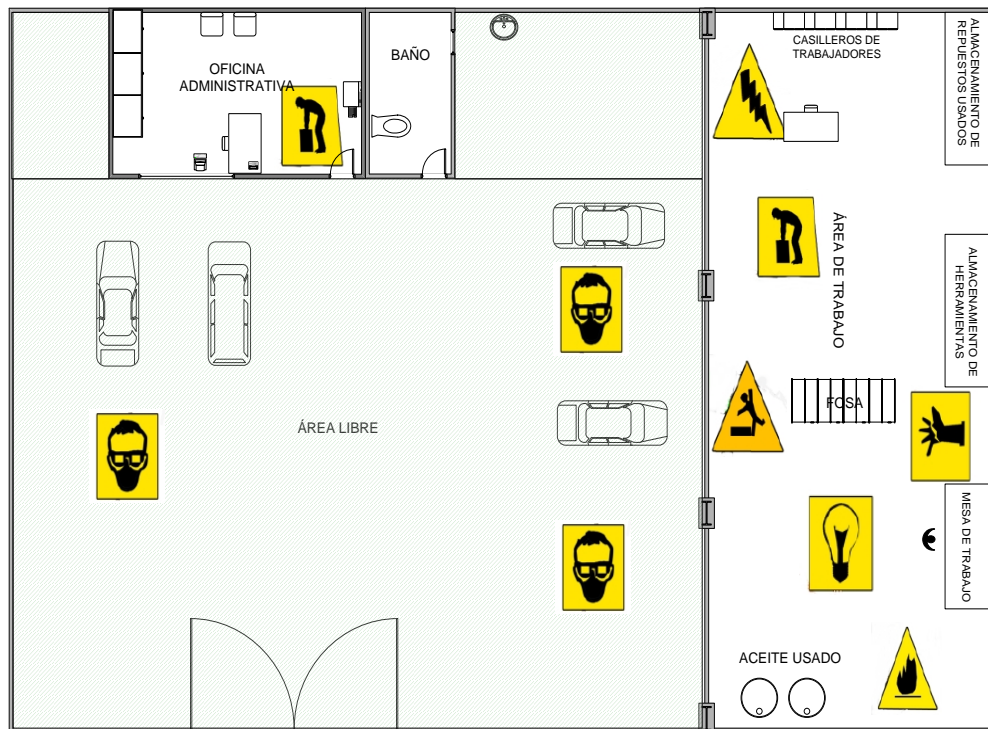 OFICINA
ADMINISTRATIVA
BAÑO
CASILLEROS DE
TRABAJADORES
ALMACENAMIENTO DE
REPUESTOS USADOS
ÁREA DE TRABAJO
ALMACENAMIENTO DE
HERRAMIENTAS
FOSA
ÁREA LIBRE
MESA DE TRABAJO
ACEITE USADO